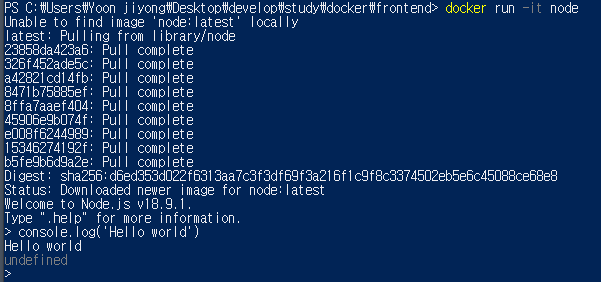 PS C:₩Users₩Yoon jiyong₩Desktop₩develop₩study₩docker₩frontend> docker run -it node
Unable to find image 'node:latest' locally
latest: Pulling from library/node
23858da423a6: Pull complete
326f452ade5c: Pull complete
a42821cd14fb: Pull complete
8471b75885ef: Pull complete
8ffa7aaef404: Pull complete
45906e9b074f: Pull complete
e008f6244989: Pull complete
15346274192f: Pull complete
b5fe9b6d9a2e: Pull complete
Digest: sha256:d6ed353d022f6313aa7c3f3df69f3a216f1c9f8c3374502eb5e6c45088ce68e8
Status: Downloaded newer image for node:latest
Welcome to Node.js v18.9.1.
Type ".help" for more information.
> console.log('Hello world')
Hello world
undefined
>